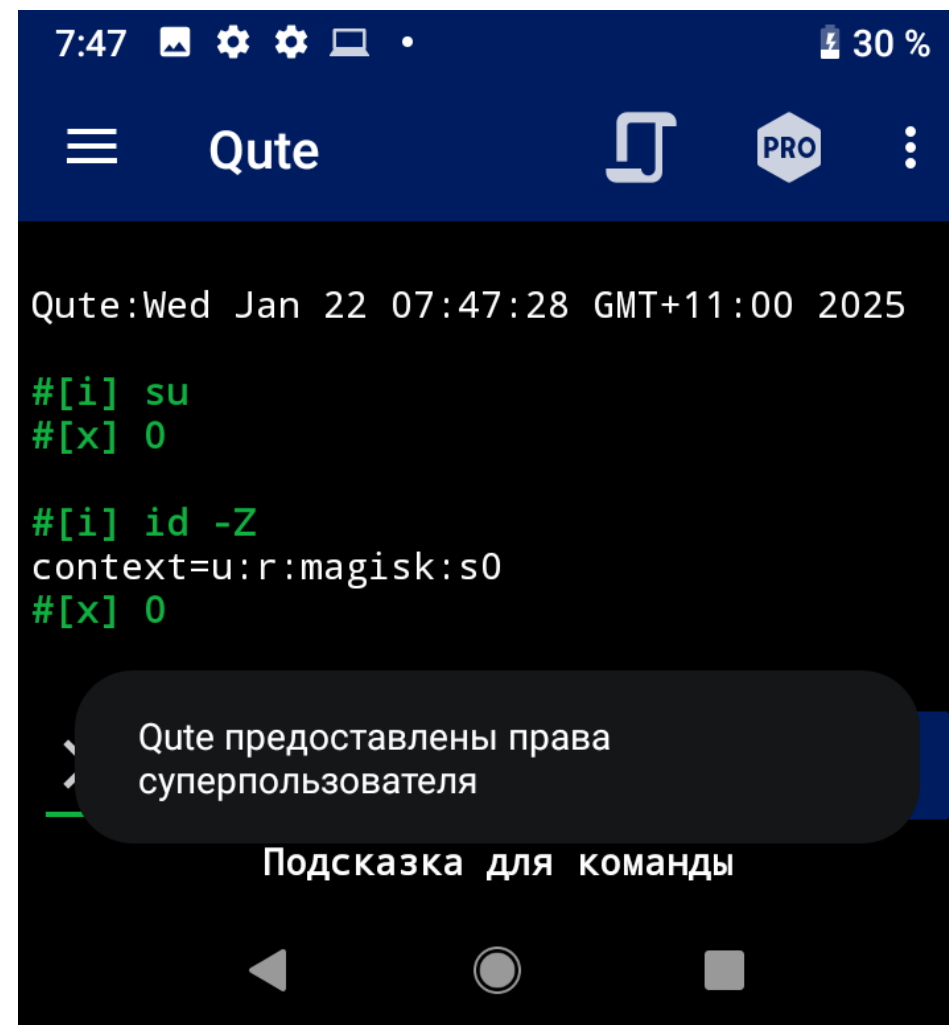 7:47
30 %
Qute
PRO
Qute:Wed Jan 22 07:47:28 GMT+11:00 2025
#[i] su
#[x] 0
#[i] id -Z
context=u:r:magisk:s0
#[x] 0
Qute предоставлены права
суперпользователя
Подсказка для команды